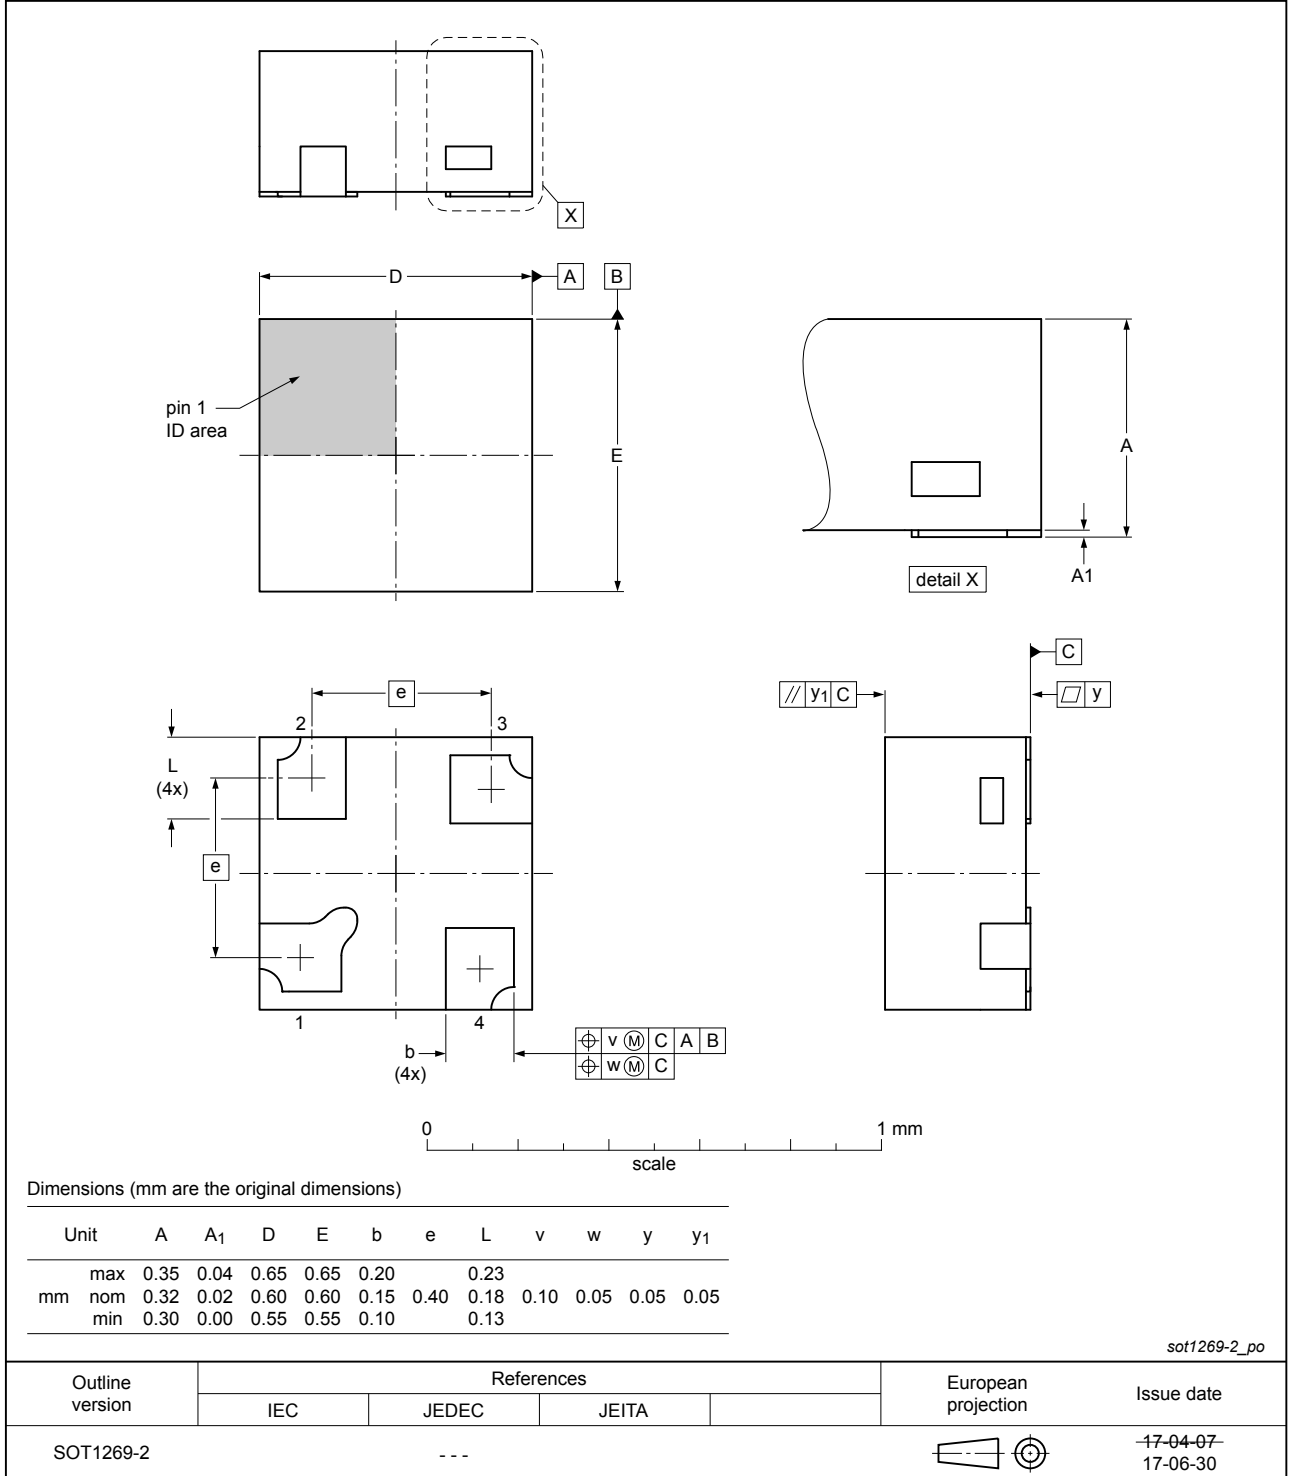 X
D
A
B
pin 1
ID area
E
A
detail X
A1
C
e
// y1 C
y
2
3
L
(4x)
e
1
4
b
(4x)
v M C A B
w M C
0
1 mm
scale
Dimensions (mm are the original dimensions)
Unit A A1 D E b e L v w y y1
max 0.35 0.04 0.65 0.65 0.20 0.23
mm nom 0.32 0.02 0.60 0.60 0.15 0.40 0.18 0.10 0.05 0.05 0.05
min 0.30 0.00 0.55 0.55 0.10 0.13
sot1269-2_po
Outline
version
References
IEC JEDEC JEITA
European
projection
Issue date
SOT1269-2
- - -
17-04-07
17-06-30